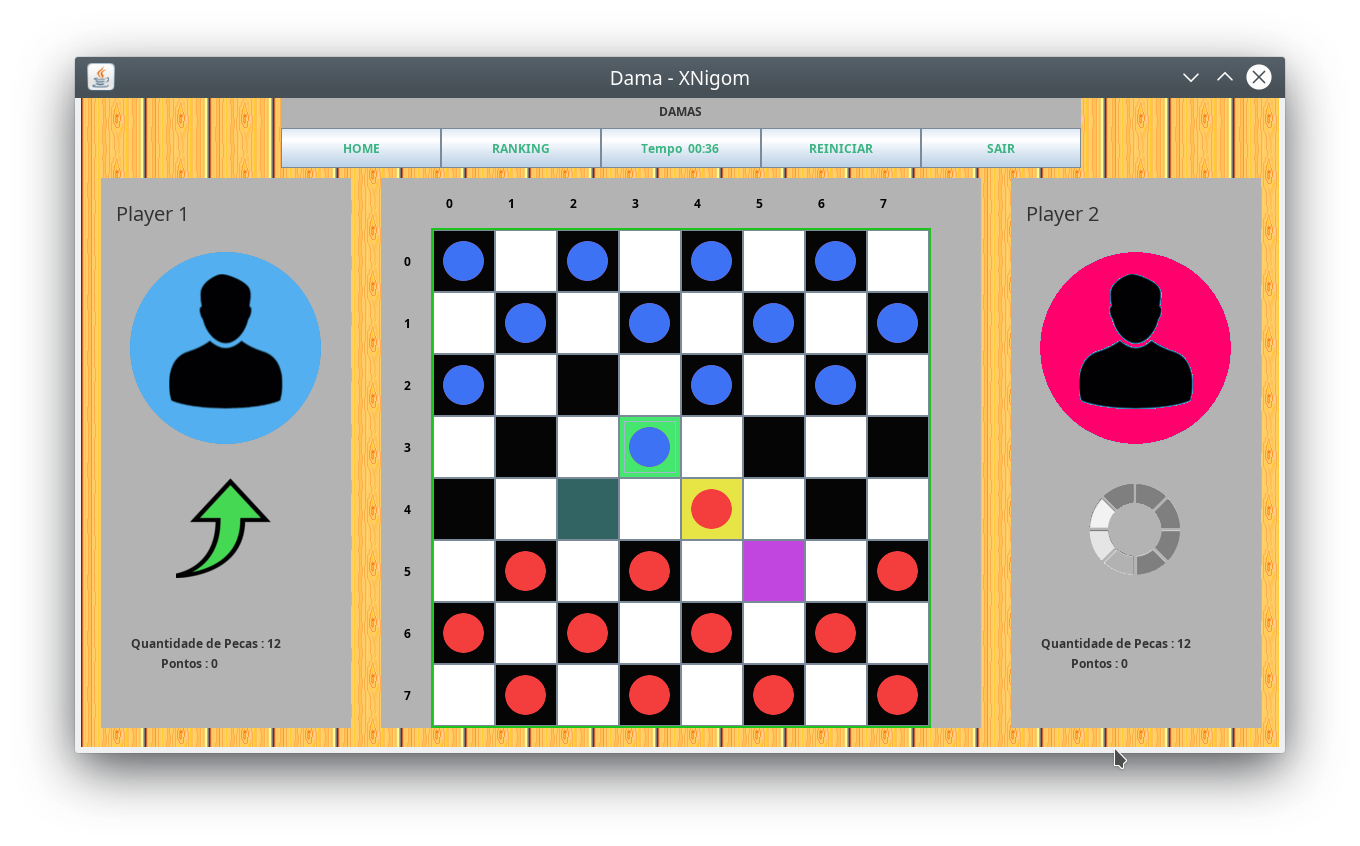 Dama - XNigom
DAMAS
HOME RANKING Tempo 00:36 REINICIAR SAIR
Player 1
0 1 2 3 4 5 6 7
Player 2
0
1
2
3
4
5
6
7
Quantidade de Pecas : 12
Pontos : 0
Quantidade de Pecas : 12
Pontos : 0